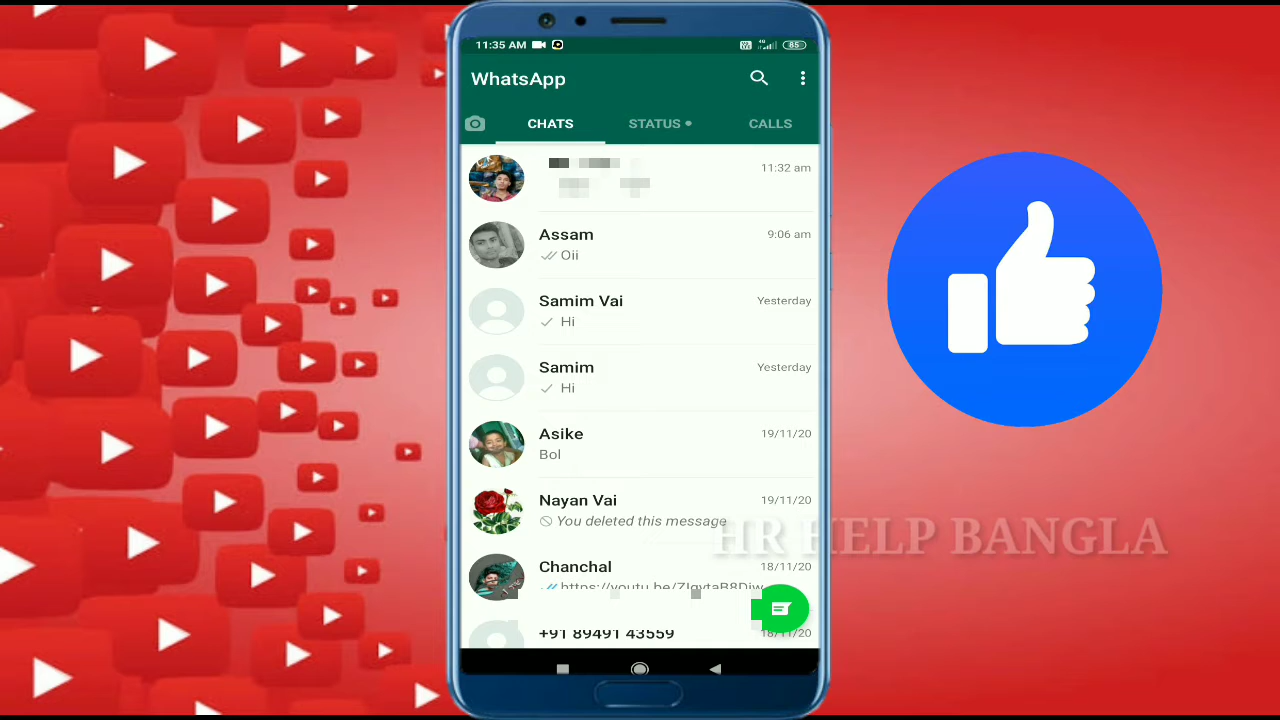 11:35 AM
85
WhatsApp
CHATS
STATUS
CALLS
11:32 am
Assam
9:06 am
Oii
Samim Vai
Yesterday
Hi
Samim
Yesterday
Hi
Asike
19/11/20
Bol
Nayan Vai
19/11/20
You deleted this message
HR HELP BANGLA
Chanchal
18/11/20
+91 89491 43559
18/11/20